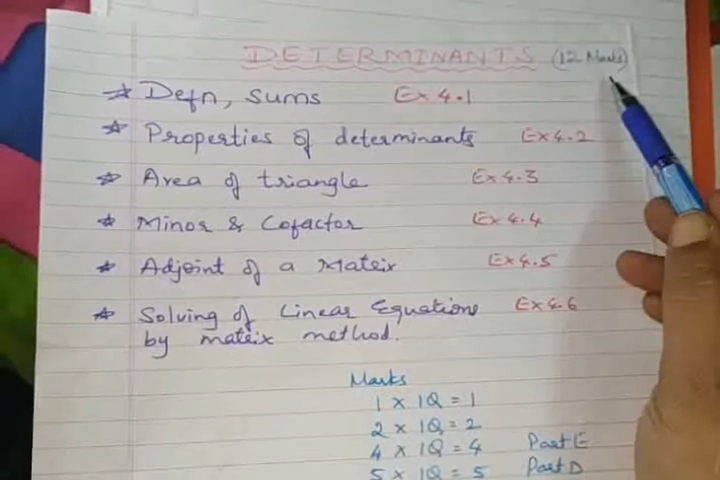 DETERMINANTS (12 Marks)
☆ Defn, sums Ex 4.1
☆ Properties of determinants Ex 4.2
☆ Area of triangle Ex 4.3
☆ Minor & Cofactor Ex 4.4
☆ Adjoint of a Matrix Ex 4.5
☆ Solving of Linear Equations Ex 4.6
by matrix method.
Marks
1 x 1Q = 1
2 x 1Q = 2
4 x 1Q = 4 Part E
5 x 1Q = 5 Part D